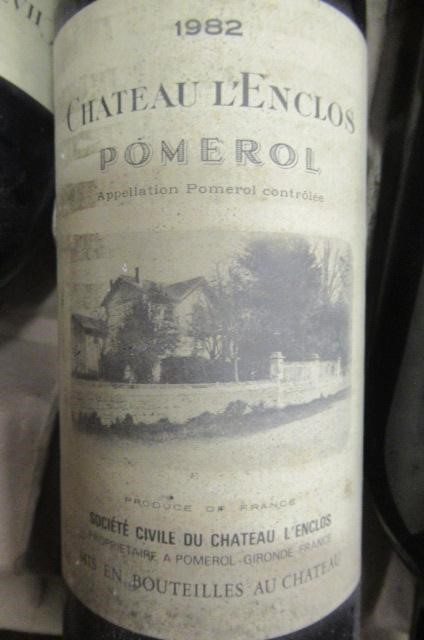 1982
CHATEAU L'ENCLOS
POMEROL
Appellation Pomerol contrôlée
PRODUCE OF FRANCE
SOCIÉTÉ CIVILE DU CHATEAU L'ENCLOS
PROPRIETAIRE A POMEROL-GIRONDE FRANCE
MIS EN BOUTEILLES AU CHATEAU